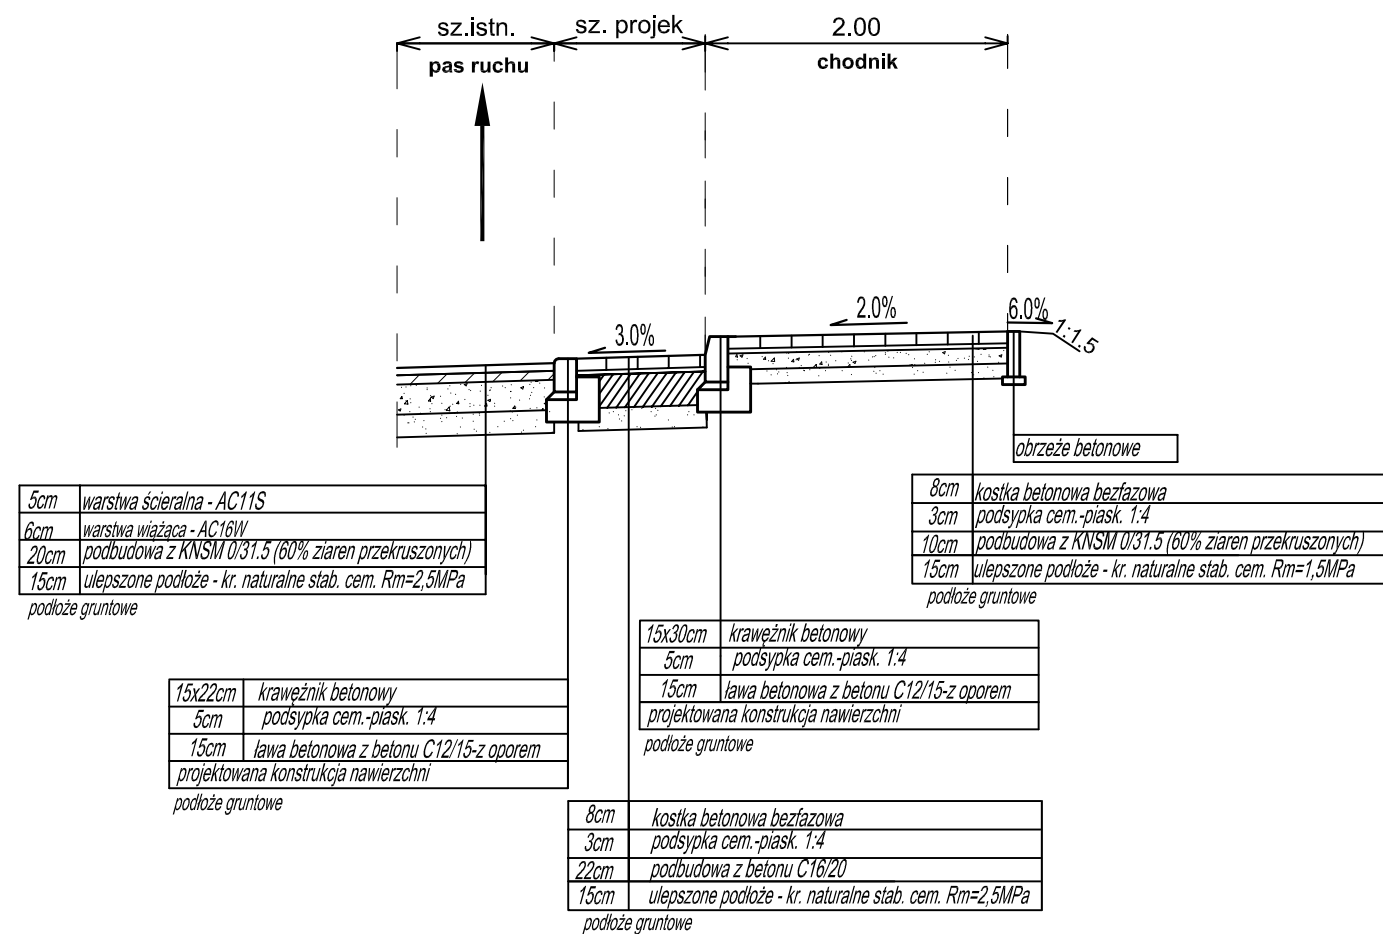 sz.istn.
sz. projek
2.00
pas ruchu
chodnik
3.0%
2.0%
6.0%
1:1.5
obrzeże betonowe
5cm warstwa ścieralna - AC11S
6cm warstwa wiążąca - AC16W
20cm podbudowa z KNSM 0/31.5 (60% ziaren przekruszonych)
15cm ulepszone podłoże - kr. naturalne stab. cem. Rm=2,5MPa
podłoże gruntowe
8cm kostka betonowa bezfazowa
3cm podsypka cem.-piask. 1:4
10cm podbudowa z KNSM 0/31.5 (60% ziaren przekruszonych)
15cm ulepszone podłoże - kr. naturalne stab. cem. Rm=1,5MPa
podłoże gruntowe
15x30cm krawężnik betonowy
5cm podsypka cem.-piask. 1:4
15cm ława betonowa z betonu C12/15-z oporem
projektowana konstrukcja nawierzchni
podłoże gruntowe
15x22cm krawężnik betonowy
5cm podsypka cem.-piask. 1:4
15cm ława betonowa z betonu C12/15-z oporem
projektowana konstrukcja nawierzchni
podłoże gruntowe
8cm kostka betonowa bezfazowa
3cm podsypka cem.-piask. 1:4
22cm podbudowa z betonu C16/20
15cm ulepszone podłoże - kr. naturalne stab. cem. Rm=2,5MPa
podłoże gruntowe